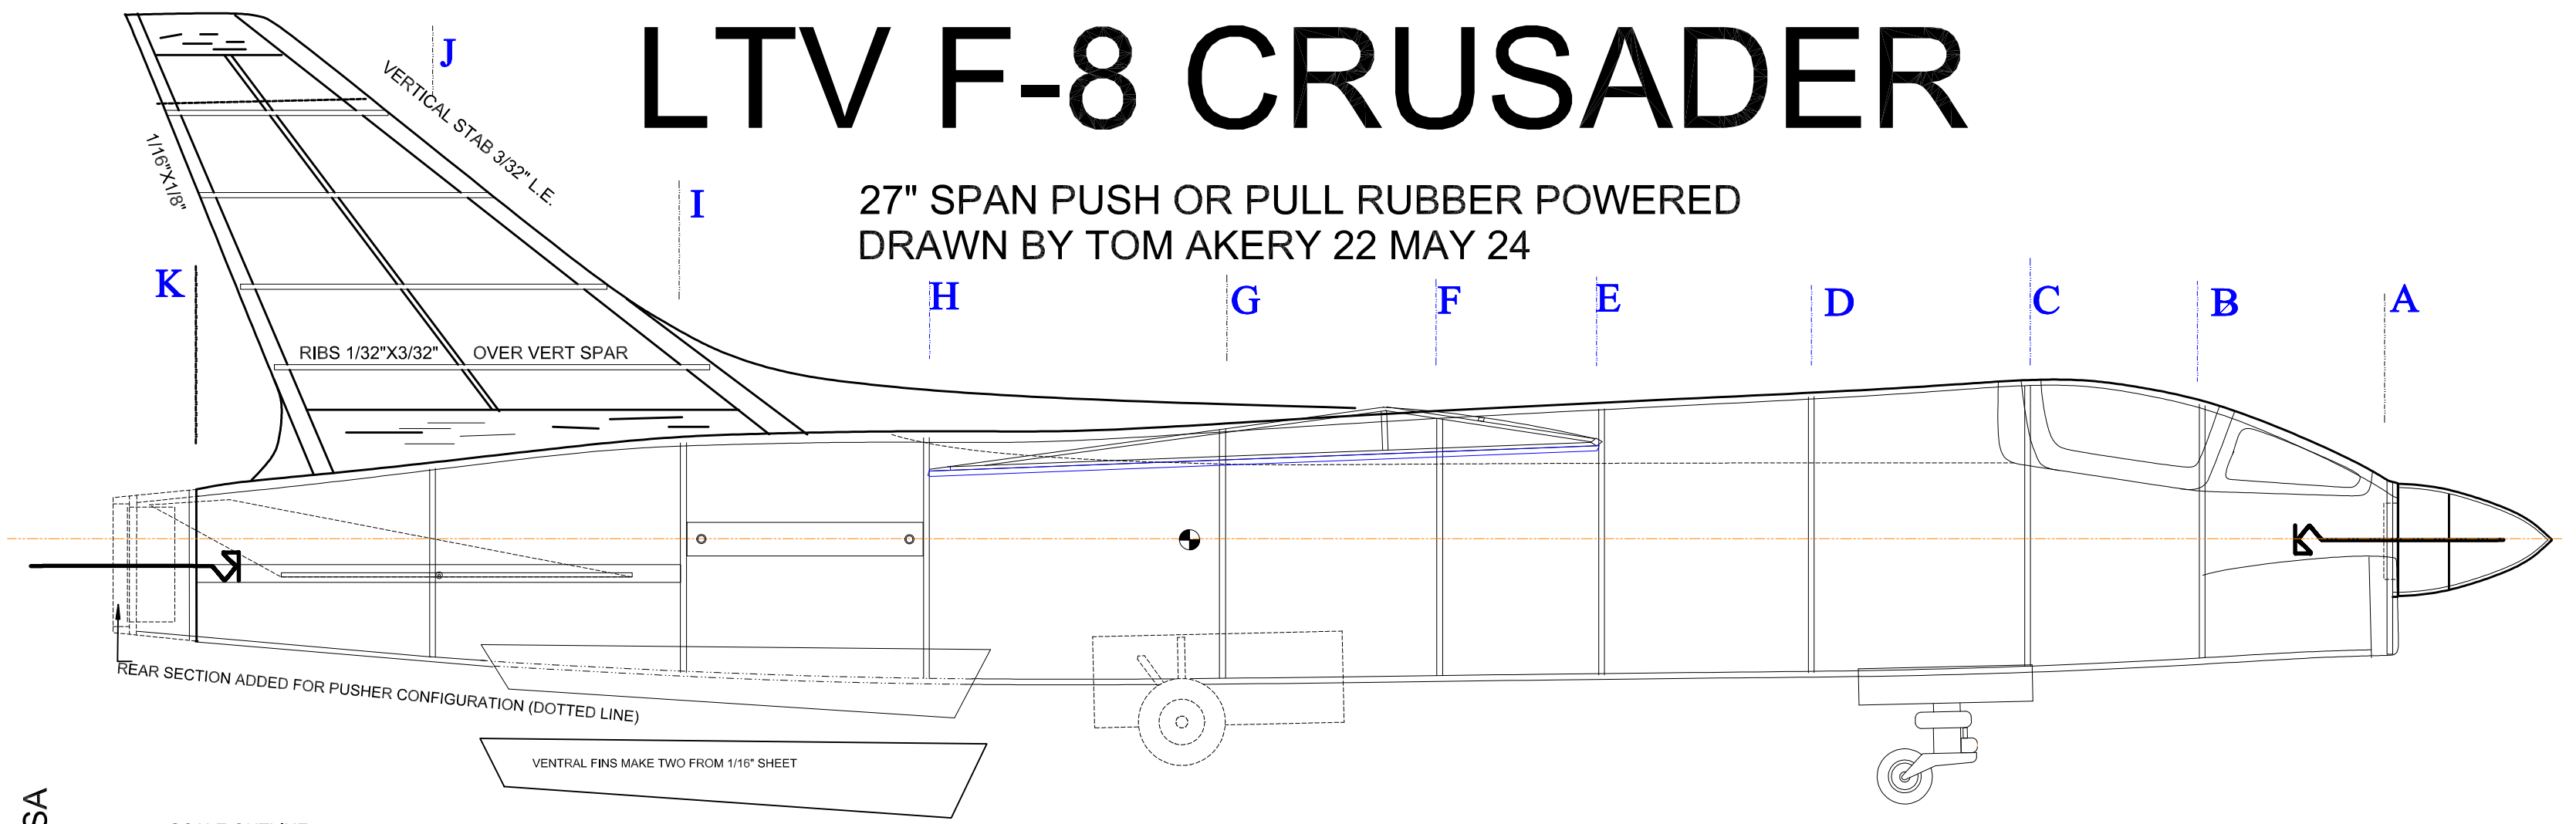 LTV F-8 CRUSADER
27" SPAN PUSH OR PULL RUBBER POWERED
DRAWN BY TOM AKERY 22 MAY 24
J
VERTICAL STAB 3/32" L.E.
1/16"X1/8"
I
K
H
G
F
E
D
C
B
A
RIBS 1/32"X3/32" OVER VERT SPAR
REAR SECTION ADDED FOR PUSHER CONFIGURATION (DOTTED LINE)
VENTRAL FINS MAKE TWO FROM 1/16" SHEET
SA